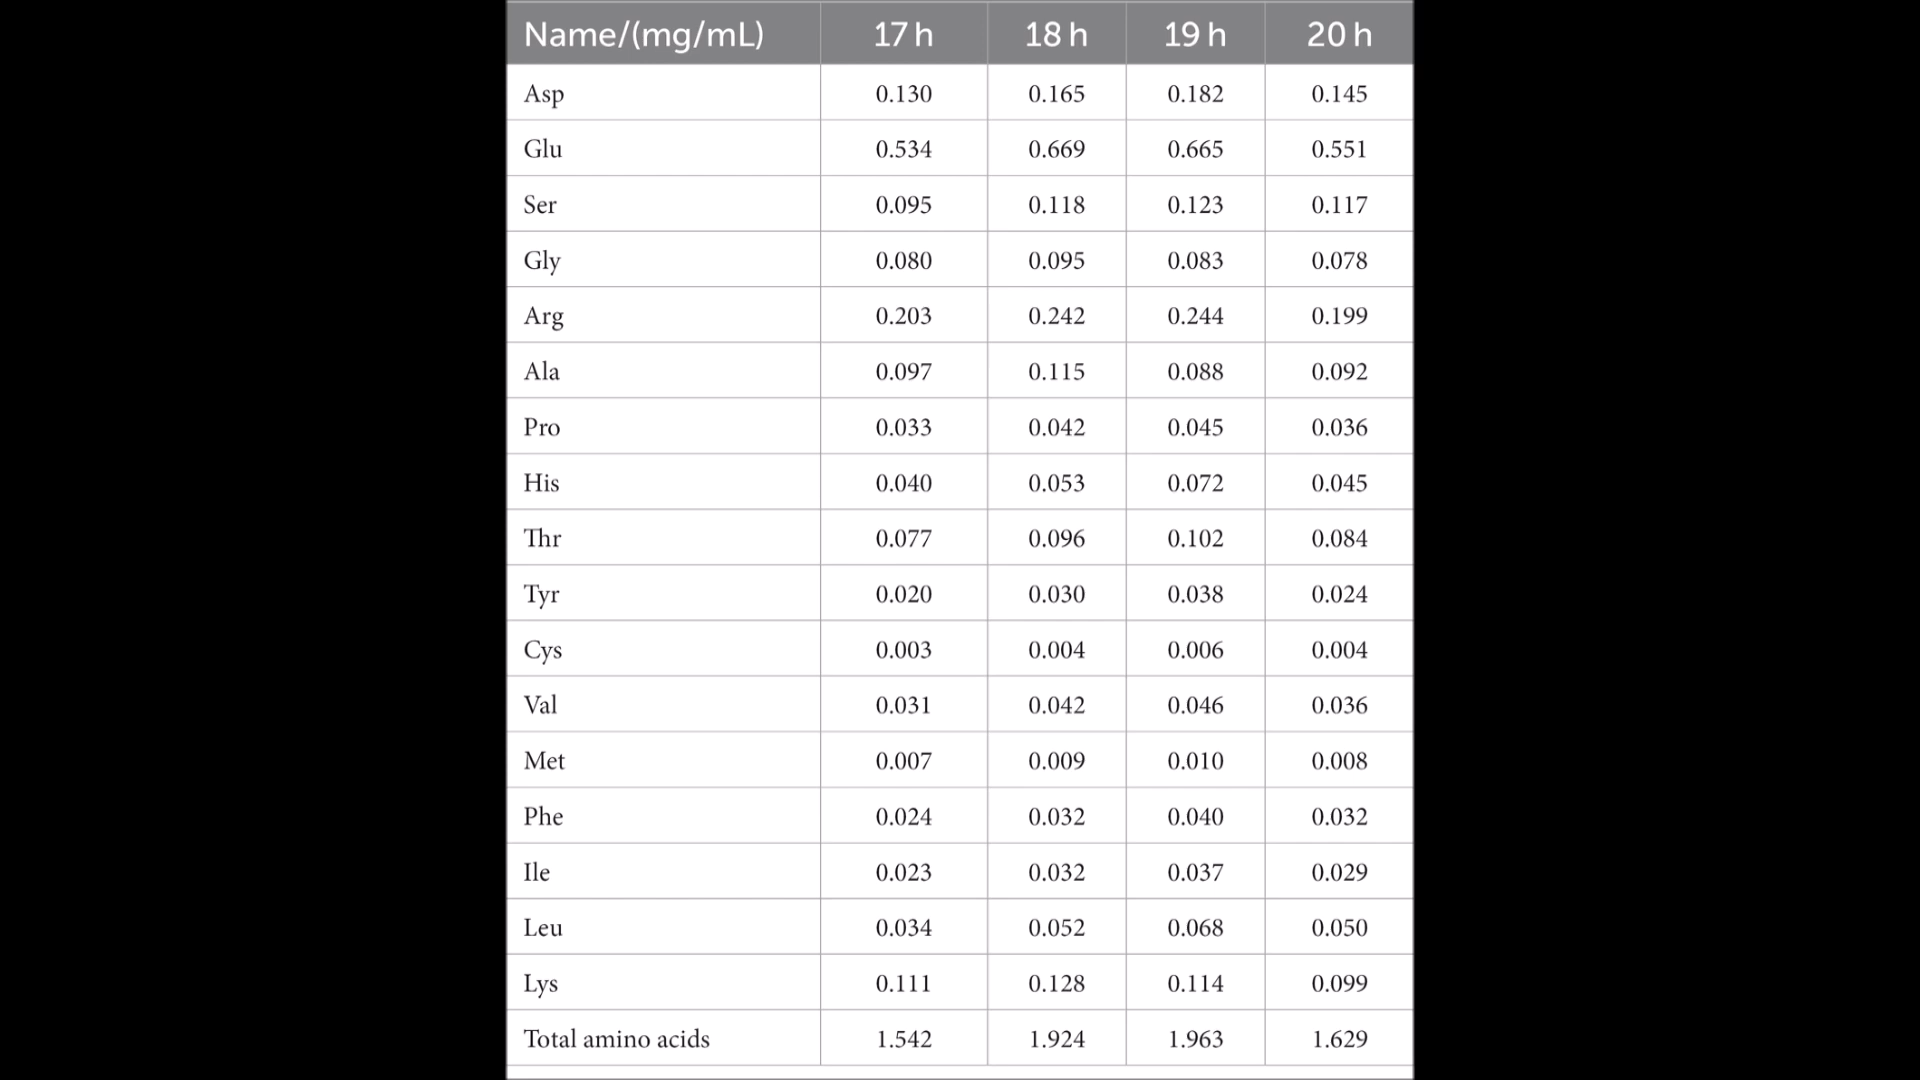 Name/(mg/mL) 17 h 18 h 19 h 20 h
Asp 0.130 0.165 0.182 0.145
Glu 0.534 0.669 0.665 0.551
Ser 0.095 0.118 0.123 0.117
Gly 0.080 0.095 0.083 0.078
Arg 0.203 0.242 0.244 0.199
Ala 0.097 0.115 0.088 0.092
Pro 0.033 0.042 0.045 0.036
His 0.040 0.053 0.072 0.045
Thr 0.077 0.096 0.102 0.084
Tyr 0.020 0.030 0.038 0.024
Cys 0.003 0.004 0.006 0.004
Val 0.031 0.042 0.046 0.036
Met 0.007 0.009 0.010 0.008
Phe 0.024 0.032 0.040 0.032
Ile 0.023 0.032 0.037 0.029
Leu 0.034 0.052 0.068 0.050
Lys 0.111 0.128 0.114 0.099
Total amino acids 1.542 1.924 1.963 1.629